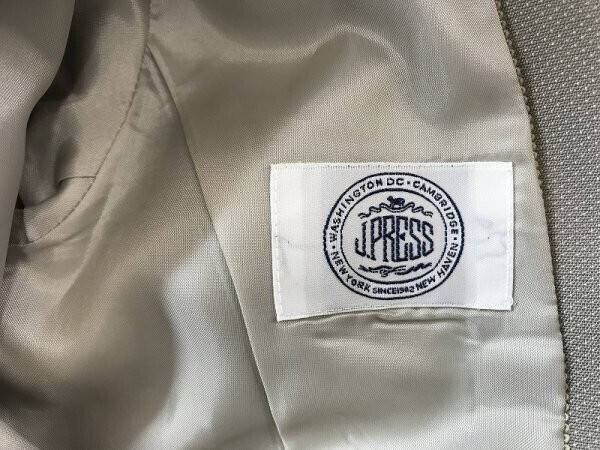 WASHINGTON DC · CAMBRIDGE ·
J.PRESS
NEW YORK SINCE1902 NEW HAVEN ·